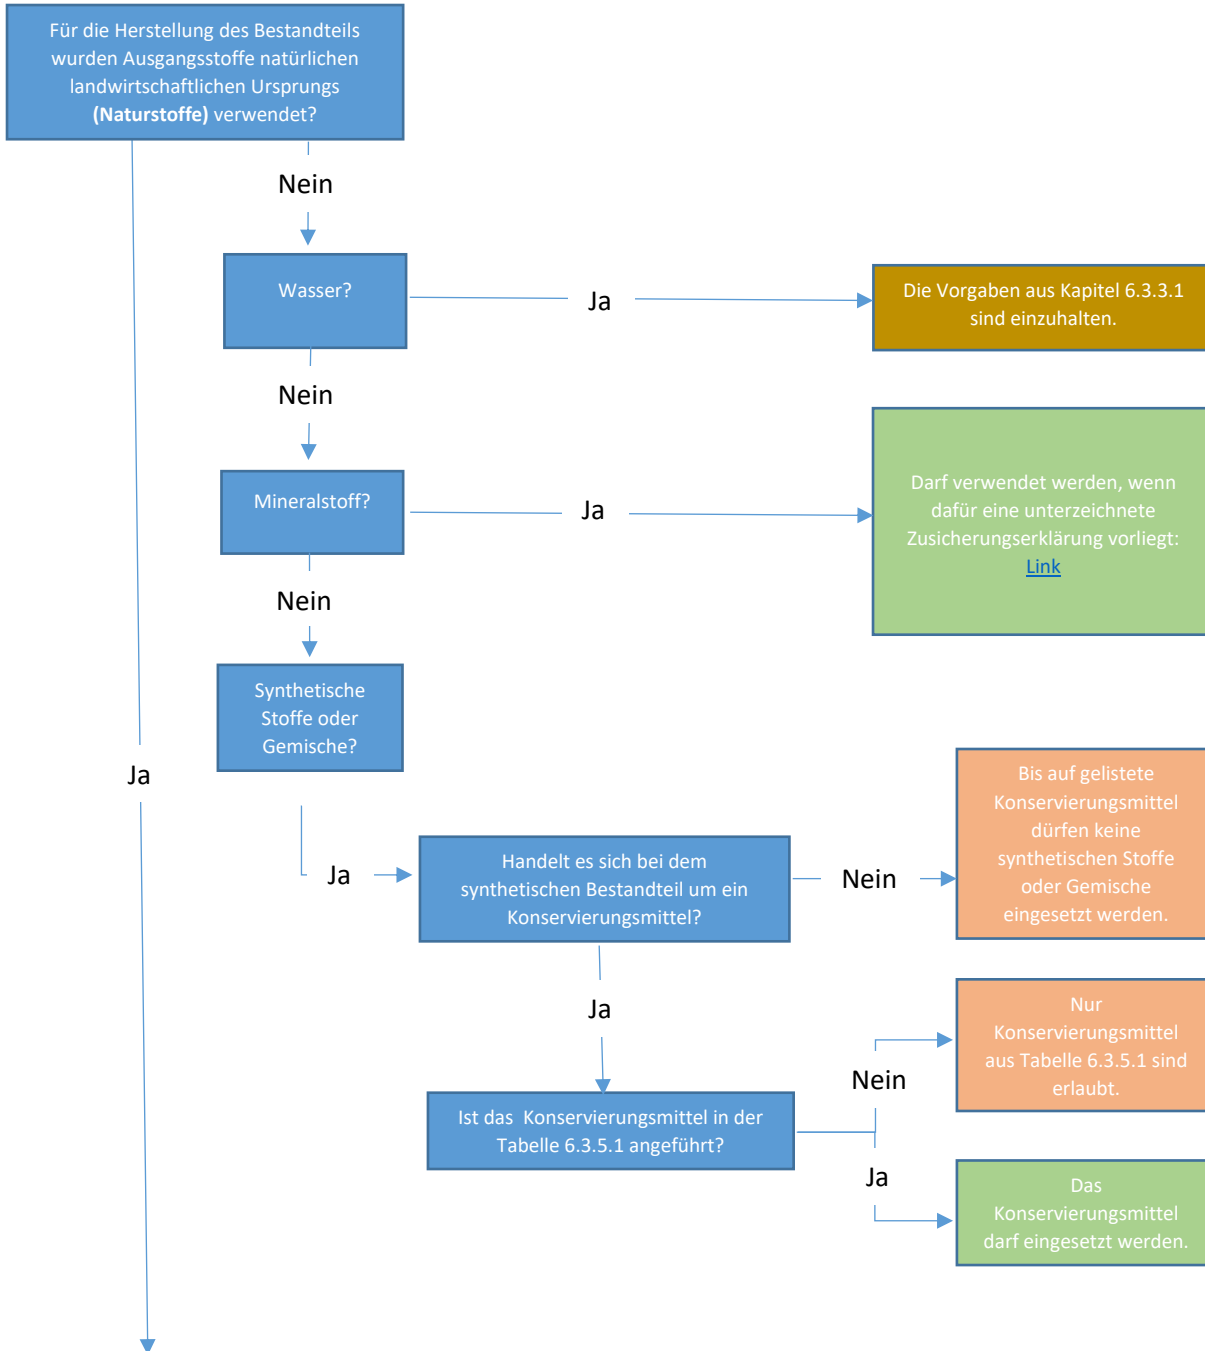 Für die Herstellung des Bestandteils
wurden Ausgangsstoffe natürlichen
landwirtschaftlichen Ursprungs
(Naturstoffe) verwendet?
Nein
Wasser?
Ja
Die Vorgaben aus Kapitel 6.3.3.1
sind einzuhalten.
Nein
Mineralstoff?
Ja
Darf verwendet werden, wenn
dafür eine unterzeichnete
Zusicherungserklärung vorliegt:
Link
Nein
Synthetische
Stoffe oder
Gemische?
Ja
Ja
Handelt es sich bei dem
synthetischen Bestandteil um ein
Konservierungsmittel?
Nein
Bis auf gelistete
Konservierungsmittel
dürfen keine
synthetischen Stoffe
oder Gemische
eingesetzt werden.
Ja
Ist das  Konservierungsmittel in der
Tabelle 6.3.5.1 angeführt?
Nein
Nur
Konservierungsmittel
aus Tabelle 6.3.5.1 sind
erlaubt.
Ja
Das
Konservierungsmittel
darf eingesetzt werden.